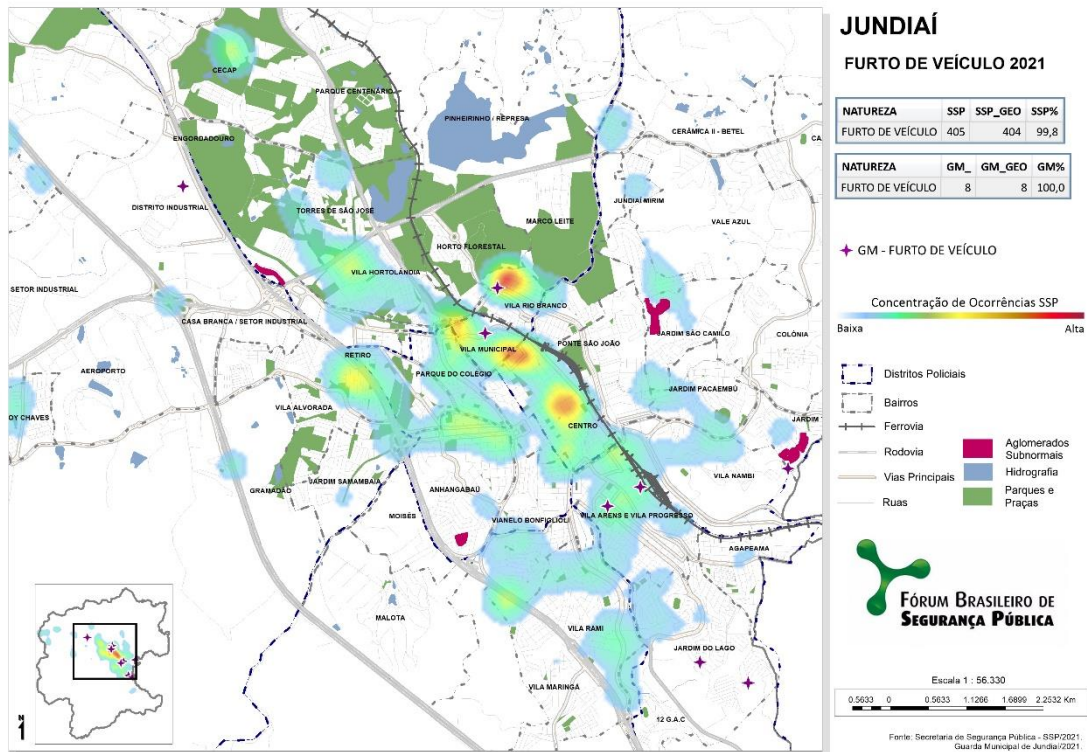 CECAP
PARQUE CENTENÁRIO
PINHEIRINHO / REPRESA
CERÂMICA II - BETEL
CA
ENGORDADOURO
DISTRITO INDUSTRIAL
TORRES DE SÃO JOSÉ
JUNDIAÍ MIRIM
MARCO LEITE
VALE AZUL
HORTO FLORESTAL
VILA HORTOLÂNDIA
SETOR INDUSTRIAL
VILA RIO BRANCO
CASA BRANCA / SETOR INDUSTRIAL
JARDIM SÃO CAMILO
COLÔNIA
PONTE SÃO JOÃO
VILA MUNICIPAL
RETIRO
AEROPORTO
PARQUE DO COLÉGIO
JARDIM PACAEMBÚ
VILA ALVORADA
OY CHAVES
JARDIM
CENTRO
VILA NAMBI
JARDIM SAMAMBAIA
GRAMADÃO
ANHANGABAÚ
MOISÉS
VIANELO BONFIGLIOLI
VILA ARENS E VILA PROGRESSO
AGAPEAMA
MALOTA
VILA RAMI
JARDIM DO LAGO
VILA MARINGÁ
12 G.A.C
N
JUNDIAÍ
FURTO DE VEÍCULO 2021
NATUREZA SSP SSP_GEO SSP%
FURTO DE VEÍCULO 405 404 99,8
NATUREZA GM_ GM_GEO GM%
FURTO DE VEÍCULO 8 8 100,0
GM - FURTO DE VEÍCULO
Concentração de Ocorrências SSP
Baixa Alta
Distritos Policiais
Bairros
Ferrovia
Rodovia
Vias Principais
Ruas
Aglomerados
Subnormais
Hidrografia
Parques e
Praças
FÓRUM BRASILEIRO DE
SEGURANÇA PÚBLICA
Escala 1 : 56.330
0.5633 0 0.5633 1.1266 1.6899 2.2532 Km
Fonte: Secretaria de Segurança Pública - SSP/2021.
Guarda Municipal de Jundiaí/2021.